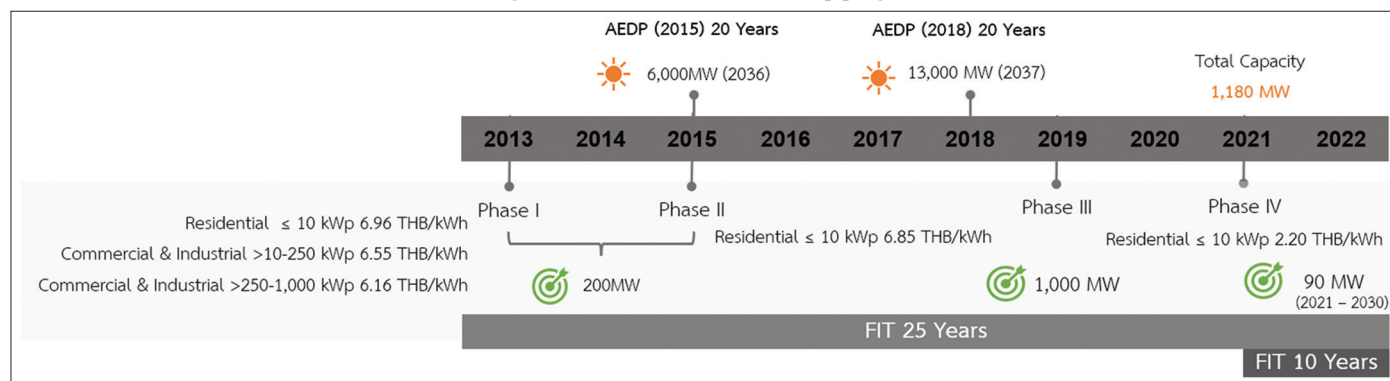 AEDP (2015) 20 Years
6,000MW (2036)
AEDP (2018) 20 Years
13,000 MW (2037)
Total Capacity
1,180 MW
2013 2014 2015 2016 2017 2018 2019 2020 2021 2022
Phase I
Residential ≤ 10 kWp 6.96 THB/kWh
Commercial & Industrial >10-250 kWp 6.55 THB/kWh
Commercial & Industrial >250-1,000 kWp 6.16 THB/kWh
Phase II
Residential ≤ 10 kWp 6.85 THB/kWh
200MW
Phase III
1,000 MW
Phase IV
Residential ≤ 10 kWp 2.20 THB/kWh
90 MW
(2021 – 2030)
FIT 25 Years
FIT 10 Years